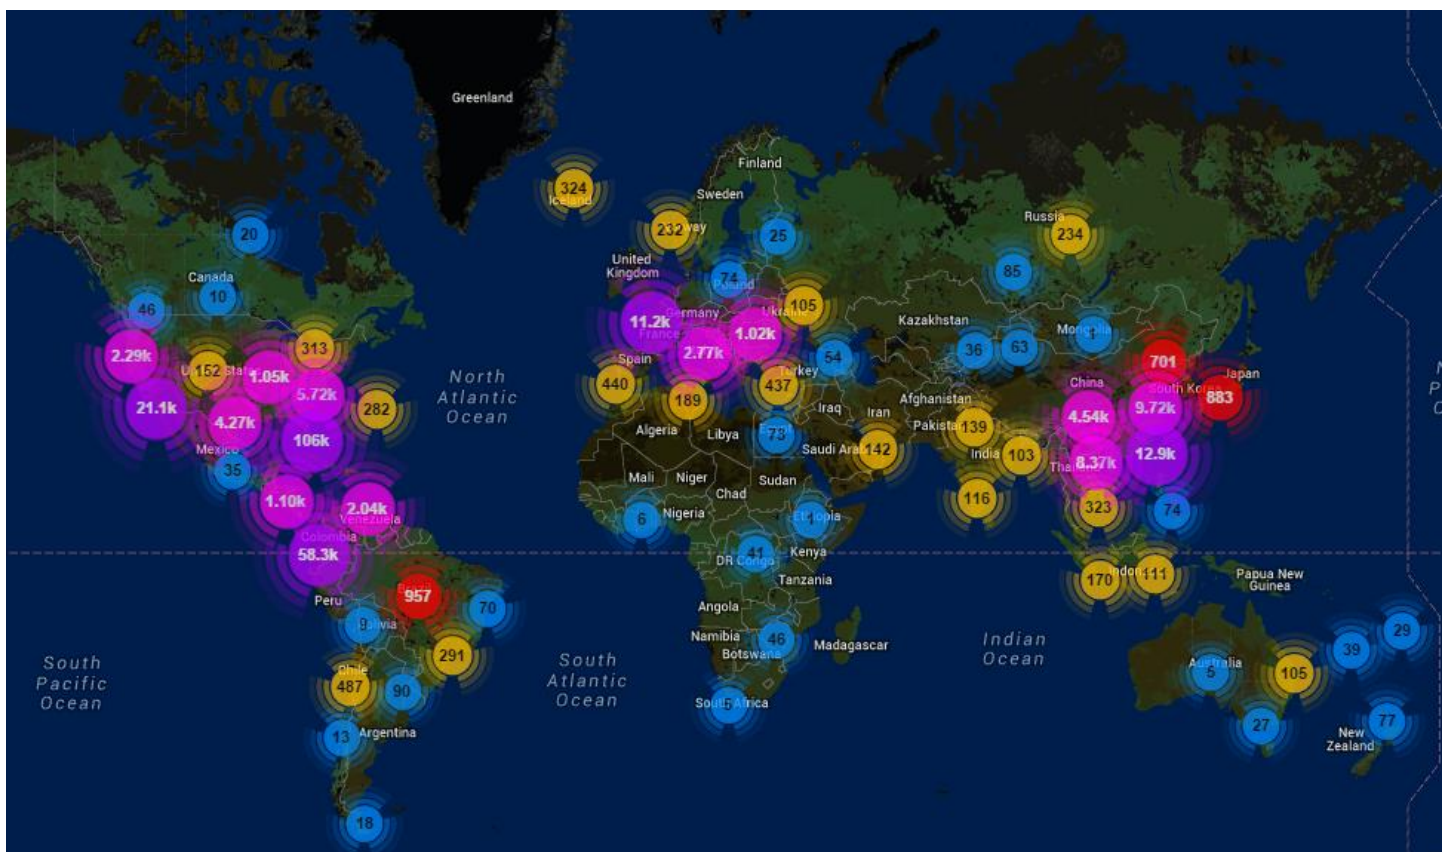 Greenland
Finland
324
Iceland
Sweden
Russia
20
232
25
234
United
Kingdom
Canada
85
10
74
Poland
46
105
Germany
Ukraine
11.2k
France
1.02k
Kazakhstan
Mongolia
2.29k
313
2.77k
36
63
701
152
1.05k
Spain
54
Turkey
China
South Korea
Japan
North
Atlantic
Ocean
440
437
5.72k
189
Afghanistan
883
21.1k
282
Iraq
Iran
4.54k
9.72k
4.27k
Algeria
Libya
73
Pakistan
139
106k
Mexico
Saudi Arab
142
India
103
12.9k
35
8.37k
Mali
Niger
Sudan
Chad
1.10k
2.04k
Venezuela
6
Nigeria
Ethiopia
116
323
74
Colombia
58.3k
41
DR Congo
Kenya
Tanzania
170
111
Papua New
Guinea
Peru
957
70
Angola
Bolivia
Namibia
46
Botswana
Madagascar
Indian
Ocean
29
39
291
South
Pacific
Ocean
South
Atlantic
Ocean
Chile
487
90
Australia
5
105
South Africa
13
Argentina
27
77
New
Zealand
18